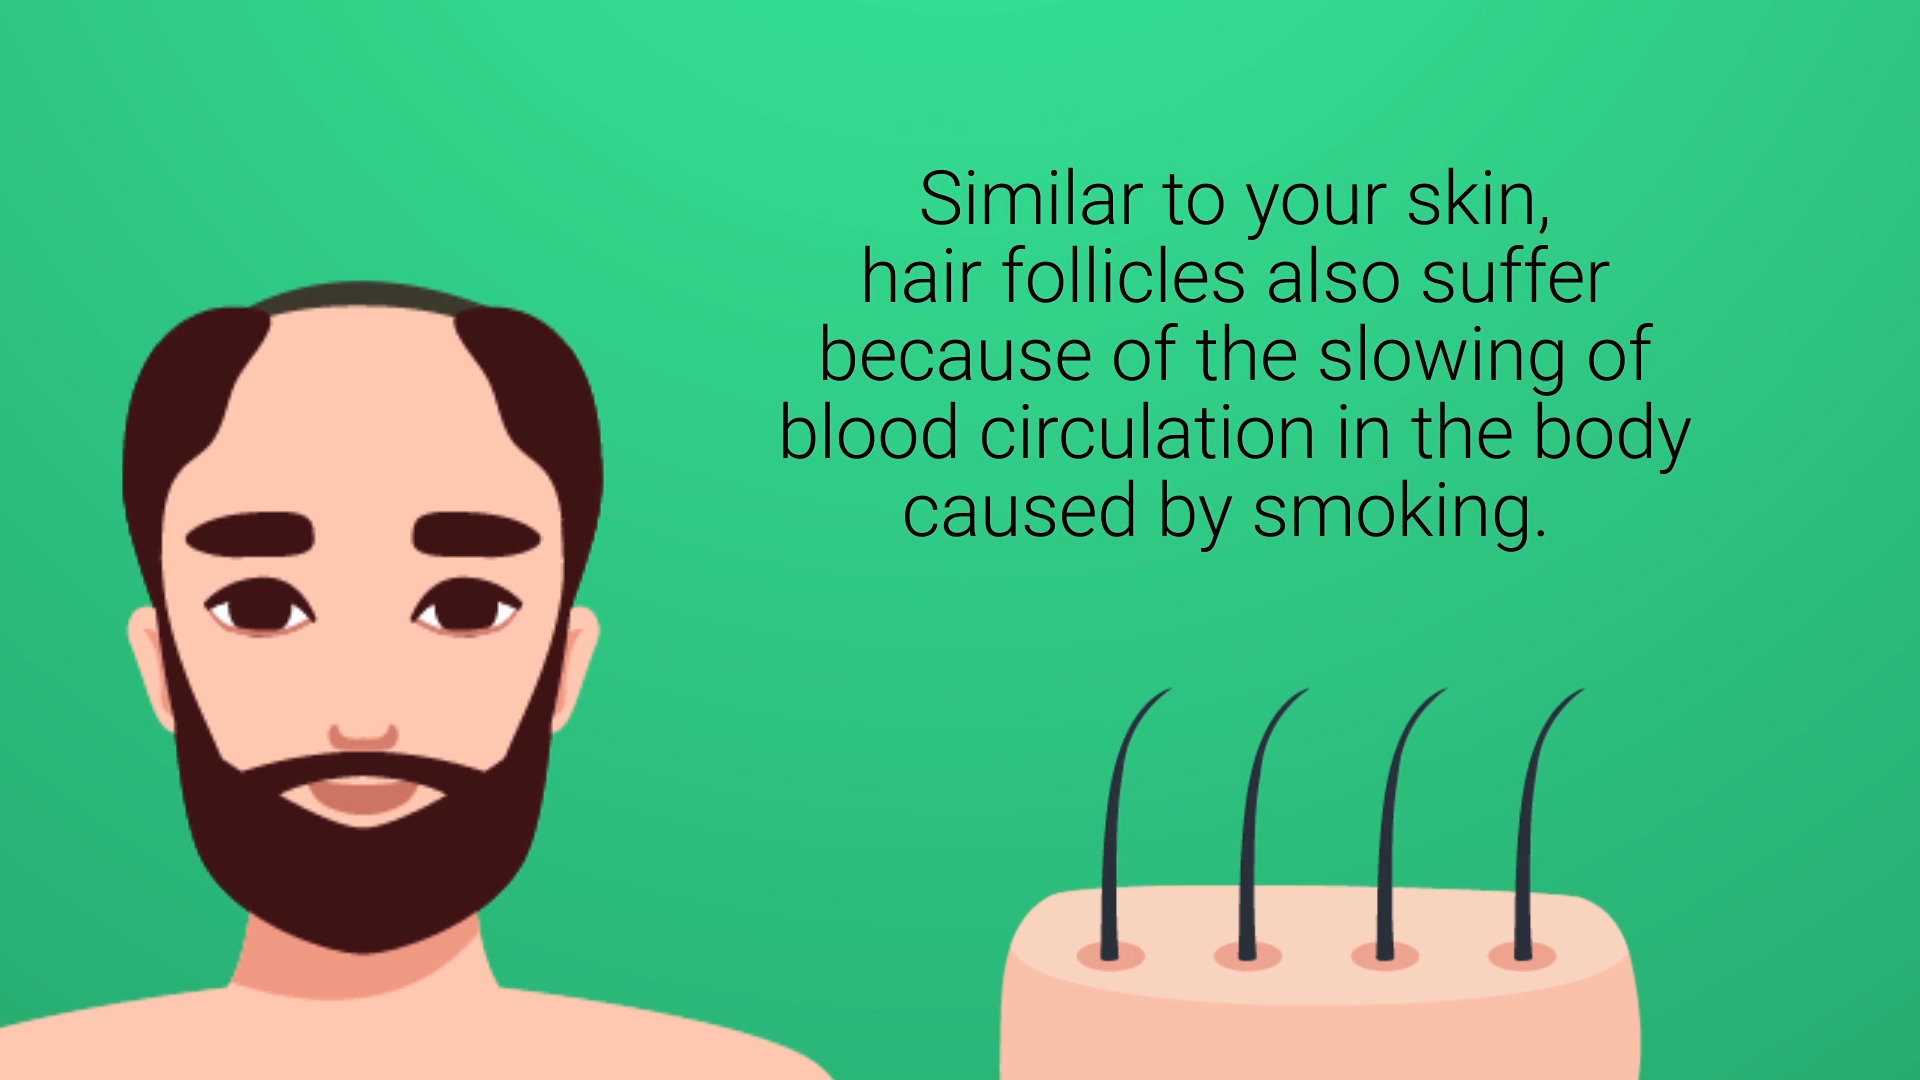 Similar to your skin,
hair follicles also suffer
because of the slowing of
blood circulation in the body
caused by smoking.